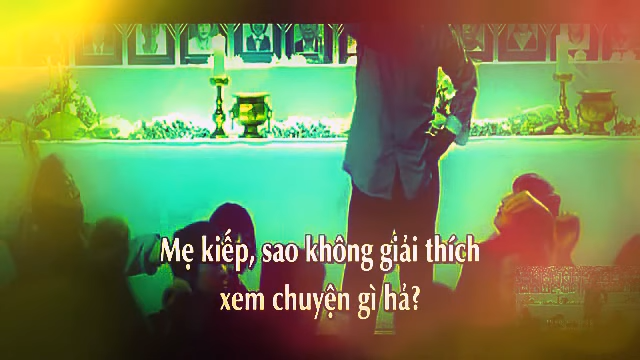 Mẹ kiếp, sao không giải thích
xem chuyện gì hả?